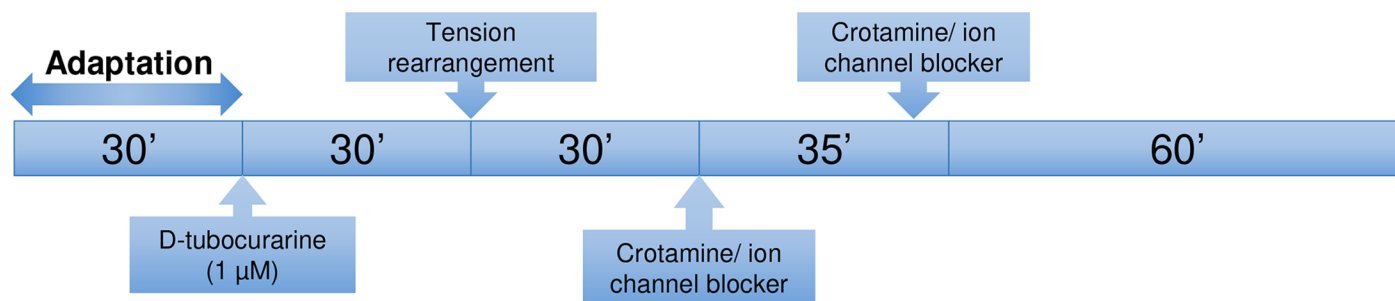 Tension
rearrangement
Crotamine/ ion
channel blocker
Adaptation
30’
30’
30’
35’
60’
D-tubocurarine
(1 µM)
Crotamine/ ion
channel blocker